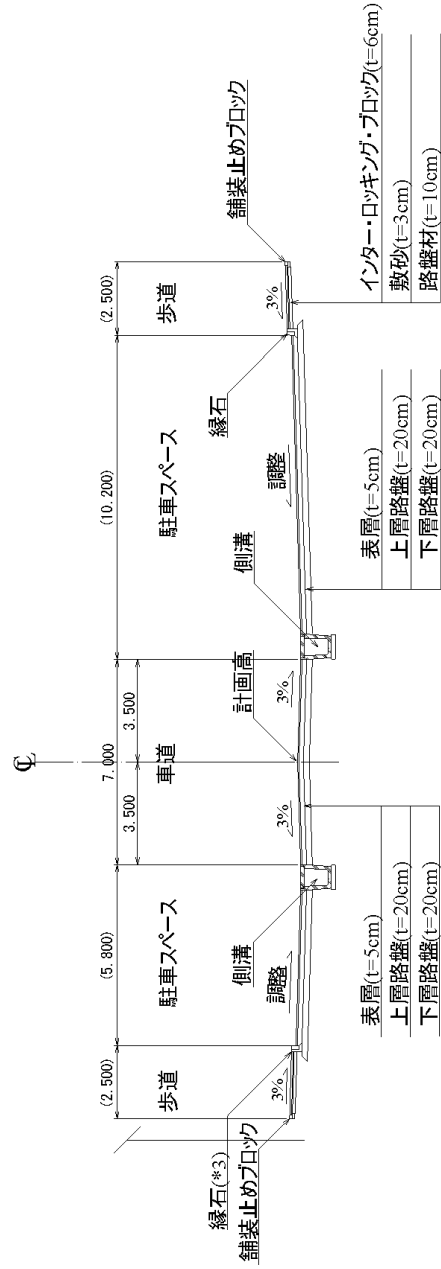 ℄
7.000
(2.500)
(5.800)
3.500
3.500
(10.200)
(2.500)
歩道
駐車スペース
車道
駐車スペース
歩道
縁石(*3)
舗装止めブロック
3%
調整
側溝
3%
計画高
3%
側溝
調整
縁石
3%
舗装止めブロック
表層(t=5cm)
上層路盤(t=20cm)
下層路盤(t=20cm)
表層(t=5cm)
上層路盤(t=20cm)
下層路盤(t=20cm)
インター・ロッキング・ブロック(t=6cm)
敷砂(t=3cm)
路盤材(t=10cm)